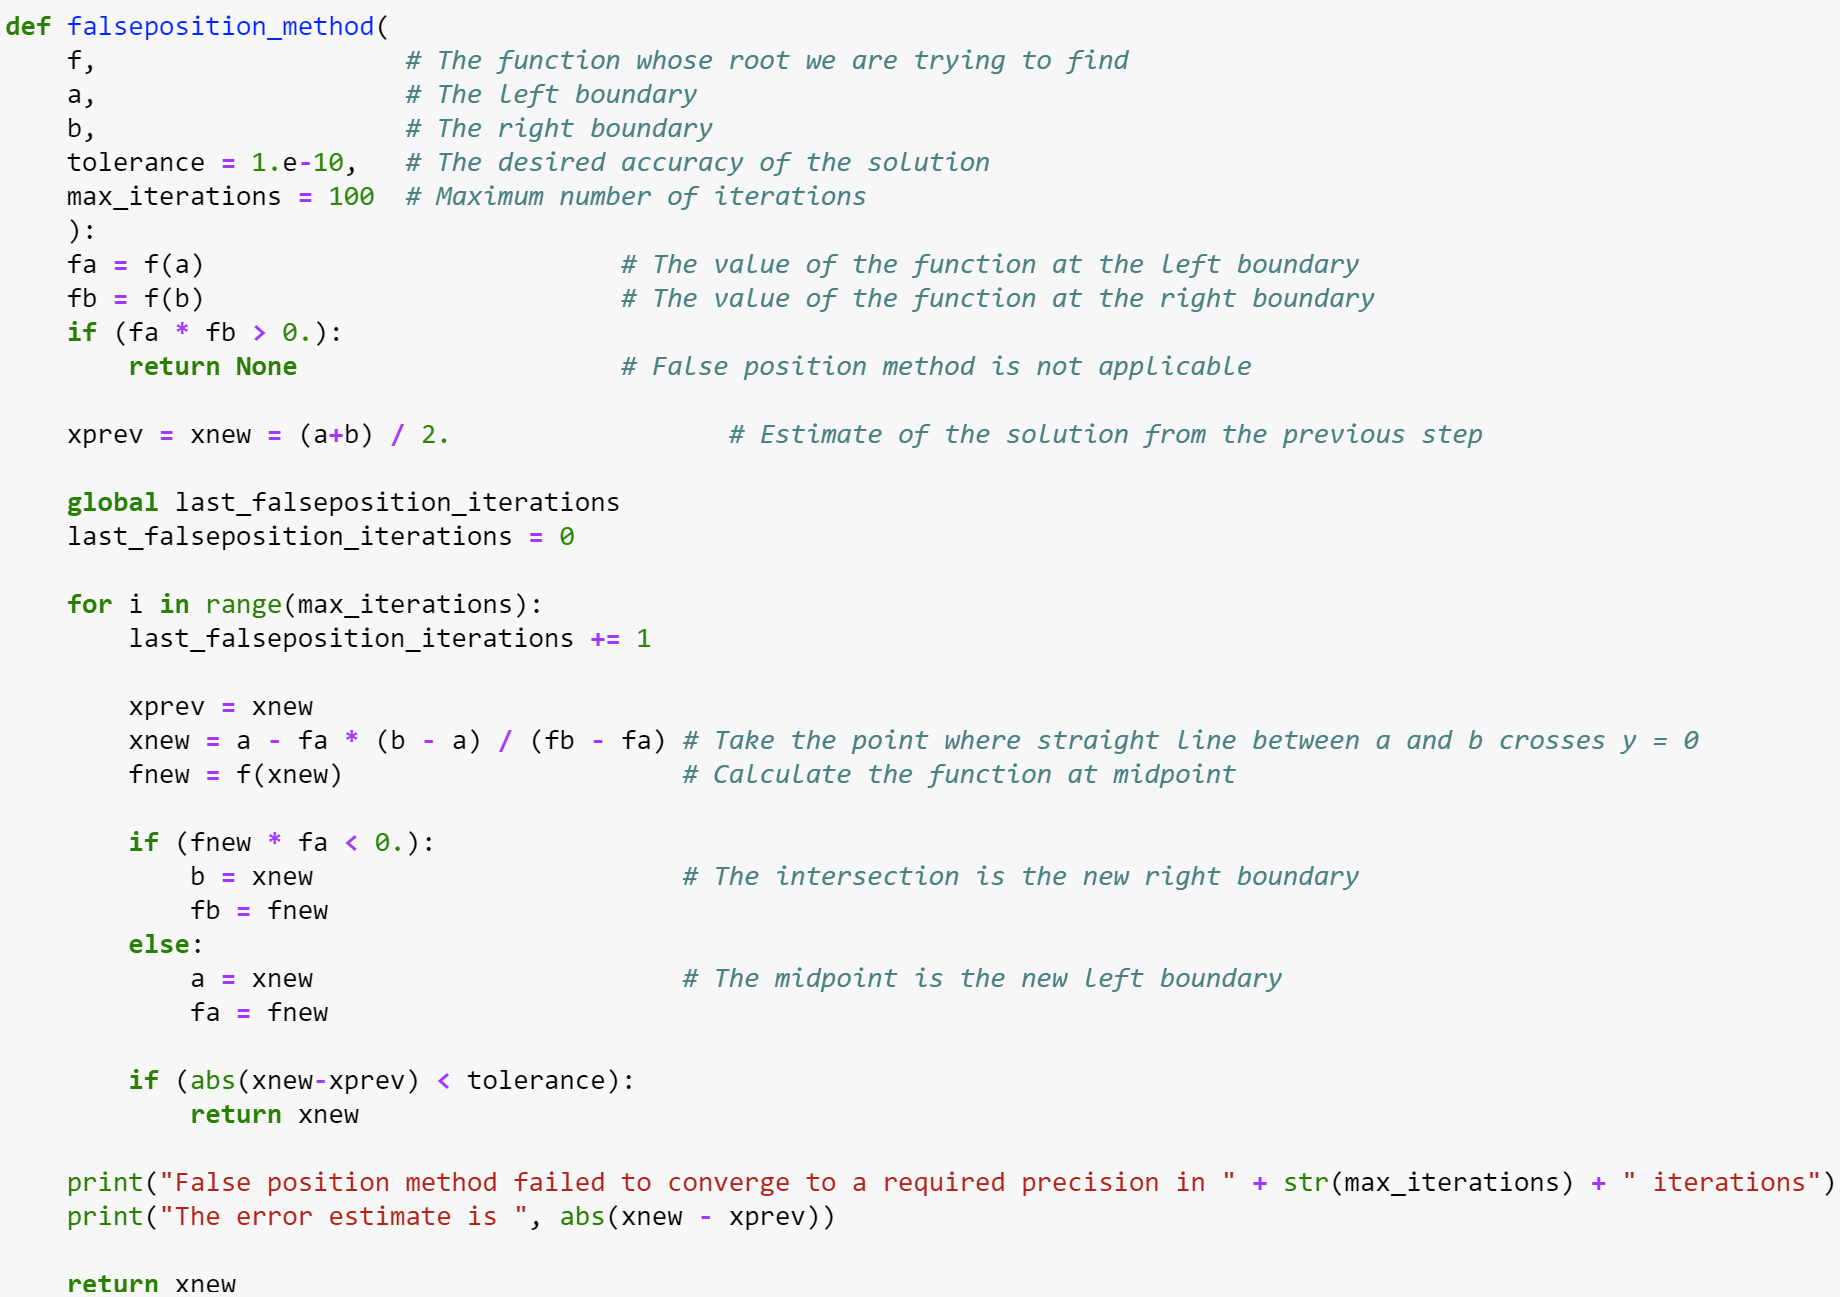 def falseposition_method(
    f,                    # The function whose root we are trying to find
    a,                    # The left boundary
    b,                    # The right boundary
    tolerance = 1.e-10,   # The desired accuracy of the solution
    max_iterations = 100  # Maximum number of iterations
    ):
    fa = f(a)                           # The value of the function at the left boundary
    fb = f(b)                           # The value of the function at the right boundary
    if (fa * fb > 0.):
        return None                     # False position method is not applicable

    xprev = xnew = (a+b) / 2.                  # Estimate of the solution from the previous step

    global last_falseposition_iterations
    last_falseposition_iterations = 0

    for i in range(max_iterations):
        last_falseposition_iterations += 1

        xprev = xnew
        xnew = a - fa * (b - a) / (fb - fa) # Take the point where straight line between a and b crosses y = 0
        fnew = f(xnew)                      # Calculate the function at midpoint

        if (fnew * fa < 0.):
            b = xnew                        # The intersection is the new right boundary
            fb = fnew
        else:
            a = xnew                        # The midpoint is the new left boundary
            fa = fnew

        if (abs(xnew-xprev) < tolerance):
            return xnew

    print("False position method failed to converge to a required precision in " + str(max_iterations) + " iterations")
    print("The error estimate is ", abs(xnew - xprev))

    return xnew